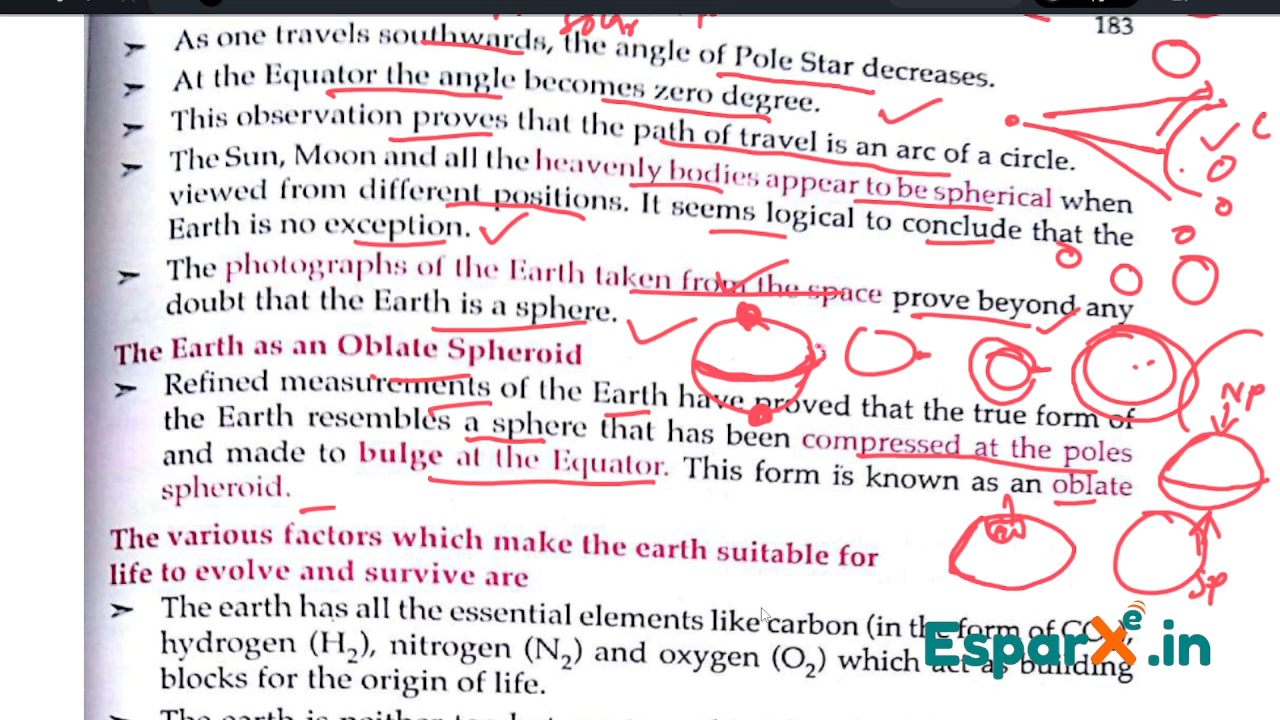 183
➤ As one travels southwards, the angle of Pole Star decreases.
➤ At the Equator the angle becomes zero degree.
➤ This observation proves that the path of travel is an arc of a circle.
➤ The Sun, Moon and all the heavenly bodies appear to be spherical when
viewed from different positions. It seems logical to conclude that the
Earth is no exception.
➤ The photographs of the Earth taken from the space prove beyond any
doubt that the Earth is a sphere.
The Earth as an Oblate Spheroid
➤ Refined measurements of the Earth have proved that the true form of
the Earth resembles a sphere that has been compressed at the poles
and made to bulge at the Equator. This form is known as an oblate
spheroid.
NP
SP
The various factors which make the earth suitable for
life to evolve and survive are
➤ The earth has all the essential elements like carbon (in the form of
hydrogen (H₂), nitrogen (N₂) and oxygen (O₂) which act as building
blocks for the origin of life.
EsparXe.in